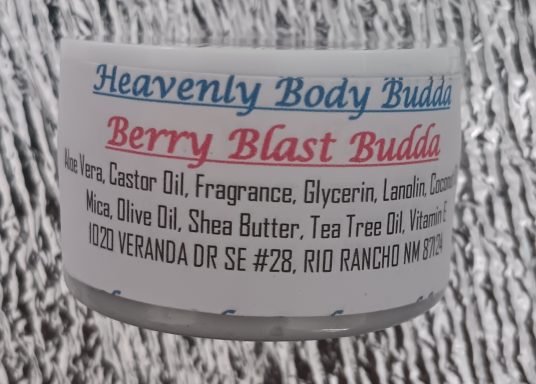 Heavenly Body Budda
Berry Blast Budda
Aloe Vera, Castor Oil, Fragrance, Glycerin, Lanolin, Coconut
Mica, Olive Oil, Shea Butter, Tea Tree Oil, Vitamin E
1020 VERANDA DR SE #28, RIO RANCHO NM 87124